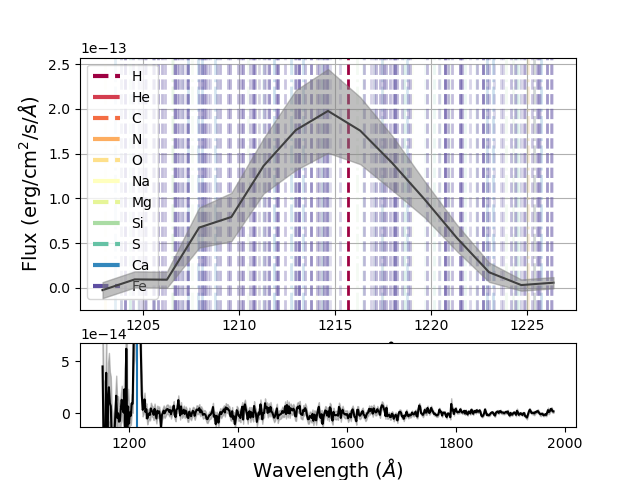 1e−13
2.5
2.0
1.5
1.0
0.5
0.0
Flux (erg/cm²/s/Å)
H
He
C
N
O
Na
Mg
Si
S
Ca
Fe
1205 1210 1215 1220 1225
1e−14
5
0
1200 1400 1600 1800 2000
Wavelength (Å)